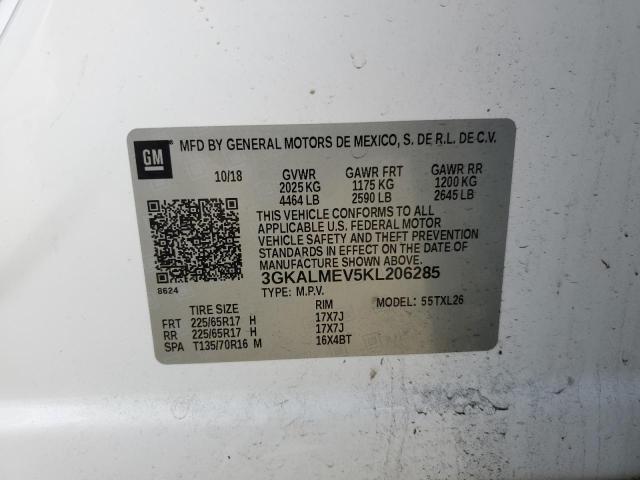 GM
MFD BY GENERAL MOTORS DE MEXICO, S. DE R.L. DE C.V.
10/18 GVWR GAWR FRT GAWR RR
2025 KG 1175 KG 1200 KG
4464 LB 2590 LB 2645 LB
THIS VEHICLE CONFORMS TO ALL
APPLICABLE U.S. FEDERAL MOTOR
VEHICLE SAFETY AND THEFT PREVENTION
STANDARDS IN EFFECT ON THE DATE OF
MANUFACTURE SHOWN ABOVE.
3GKALMEV5KL206285
8624 TYPE: M.P.V.
TIRE SIZE RIM MODEL: 55TXL26
FRT 225/65R17 H 17X7J
RR 225/65R17 H 17X7J
SPA T135/70R16 M 16X4BT